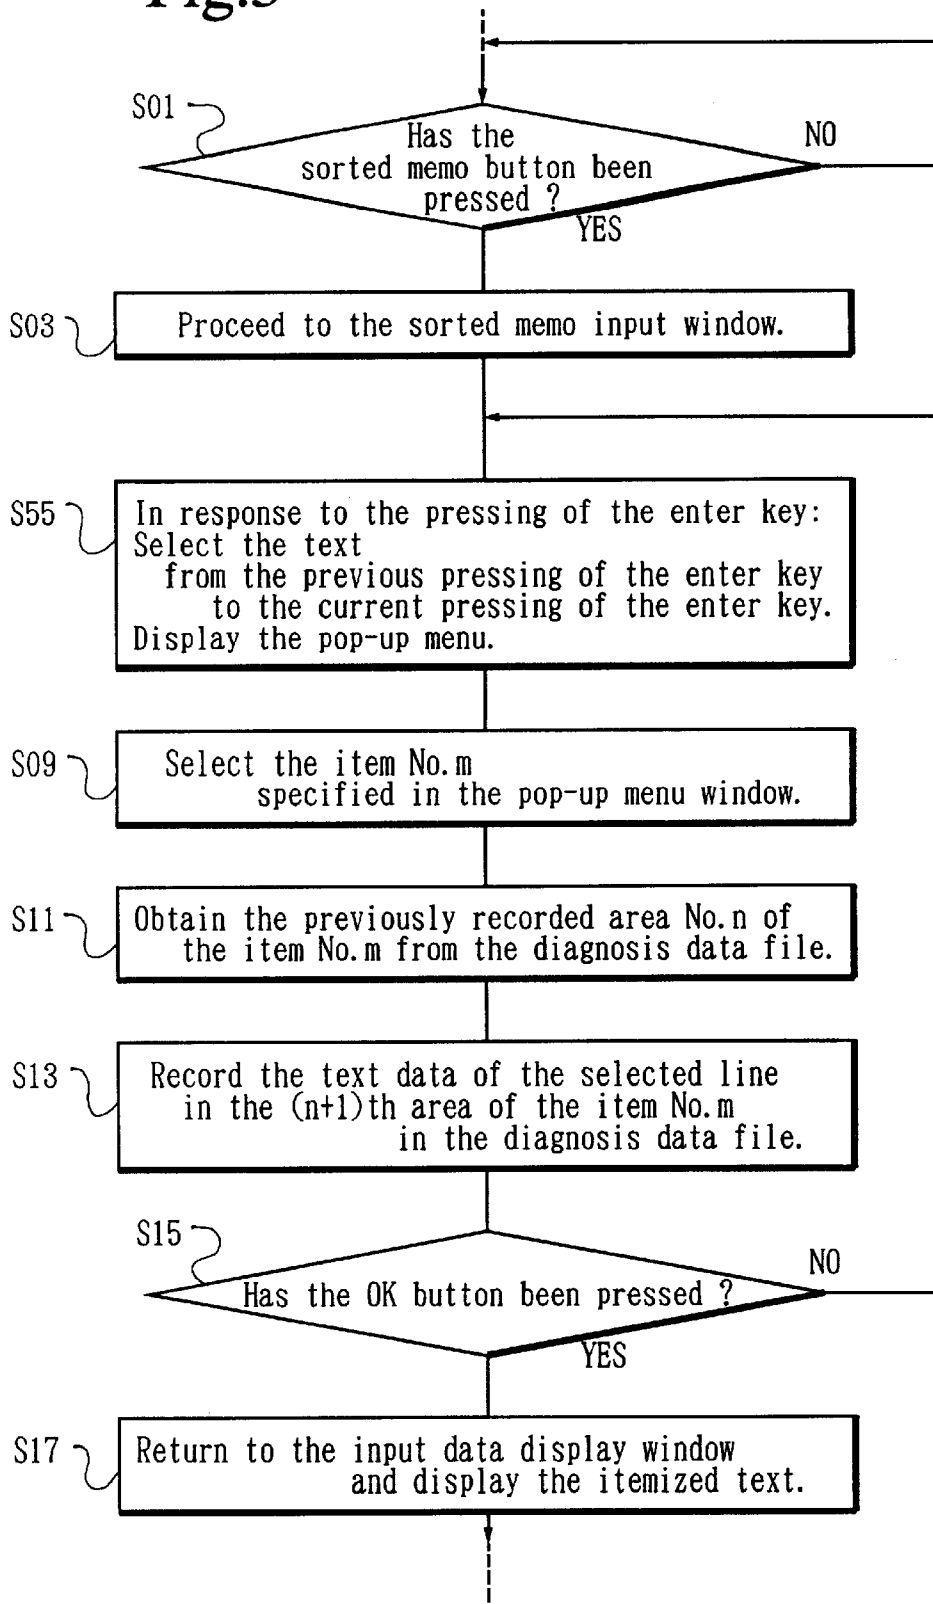 S01
Has the
sorted memo button been
pressed ?
NO
YES
S03
Proceed to the sorted memo input window.
S55
In response to the pressing of the enter key:
Select the text
from the previous pressing of the enter key
to the current pressing of the enter key.
Display the pop-up menu.
S09
Select the item No.m
specified in the pop-up menu window.
S11
Obtain the previously recorded area No.n of
the item No.m from the diagnosis data file.
S13
Record the text data of the selected line
in the (n+1)th area of the item No.m
in the diagnosis data file.
S15
Has the OK button been pressed ?
NO
YES
S17
Return to the input data display window
and display the itemized text.